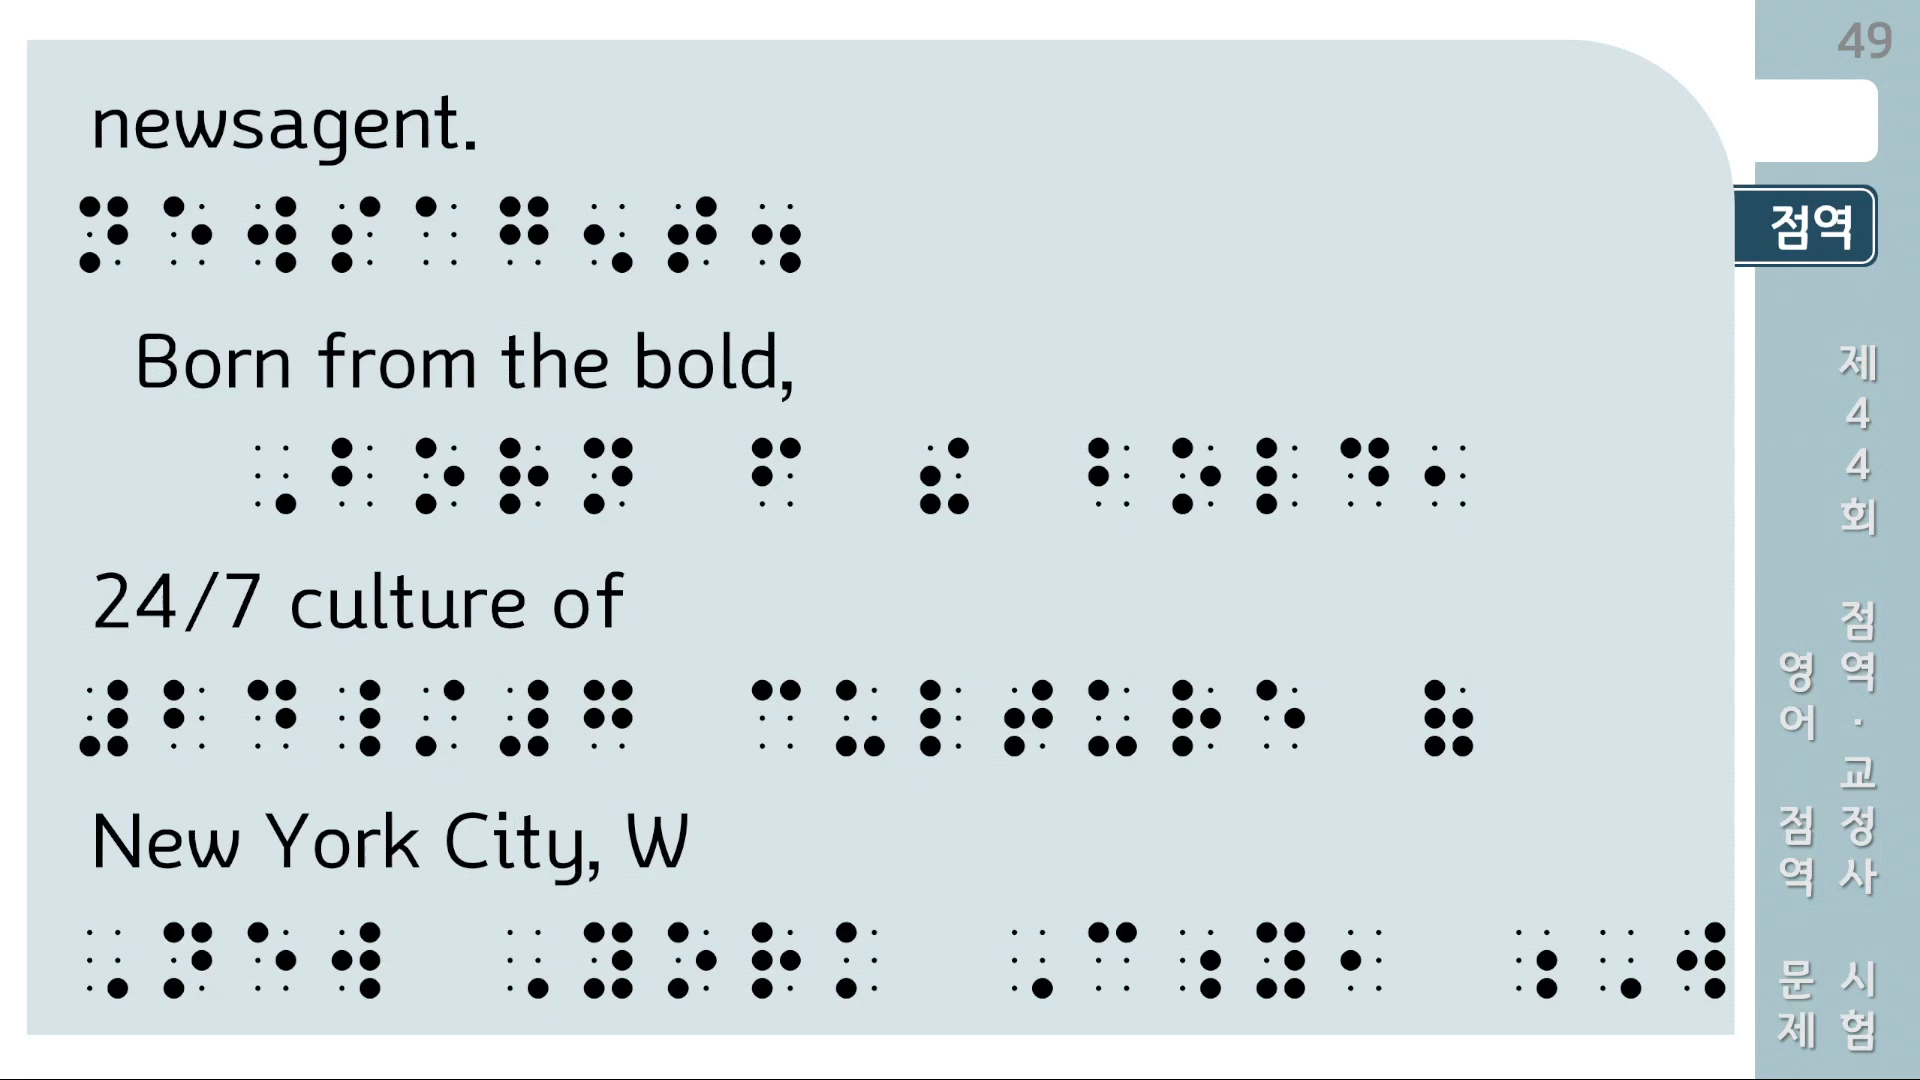 49
newsagent.
⠝⠑⠺⠎⠁⠛⠢⠞⠲
Born from the bold,
⠠⠃⠕⠗⠝ ⠋ ⠮ ⠃⠕⠇⠙⠂
24/7 culture of
⠼⠃⠙⠸⠌⠼⠛ ⠉⠥⠇⠞⠥⠗⠑ ⠷
New York City, W
⠠⠝⠑⠺ ⠠⠽⠕⠗⠅ ⠠⠉⠰⠽⠂ ⠰⠠⠺
점역
제44회 점역·교정사 시험
영어 점역 문제